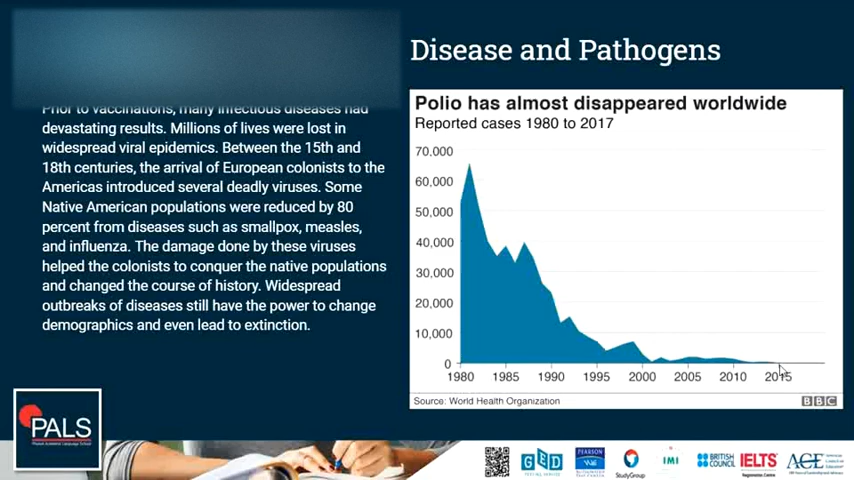 Disease and Pathogens
Prior to vaccinations, many infectious diseases had
devastating results. Millions of lives were lost in
widespread viral epidemics. Between the 15th and
18th centuries, the arrival of European colonists to the
Americas introduced several deadly viruses. Some
Native American populations were reduced by 80
percent from diseases such as smallpox, measles,
and influenza. The damage done by these viruses
helped the colonists to conquer the native populations
and changed the course of history. Widespread
outbreaks of diseases still have the power to change
demographics and even lead to extinction.
Polio has almost disappeared worldwide
Reported cases 1980 to 2017
70,000
60,000
50,000
40,000
30,000
20,000
10,000
0
1980 1985 1990 1995 2000 2005 2010 2015
Source: World Health Organization
BBC
PALS
GED
TESTING SERVICE
PEARSON
StudyGroup
IMI
BRITISH
COUNCIL
IELTS
ACE